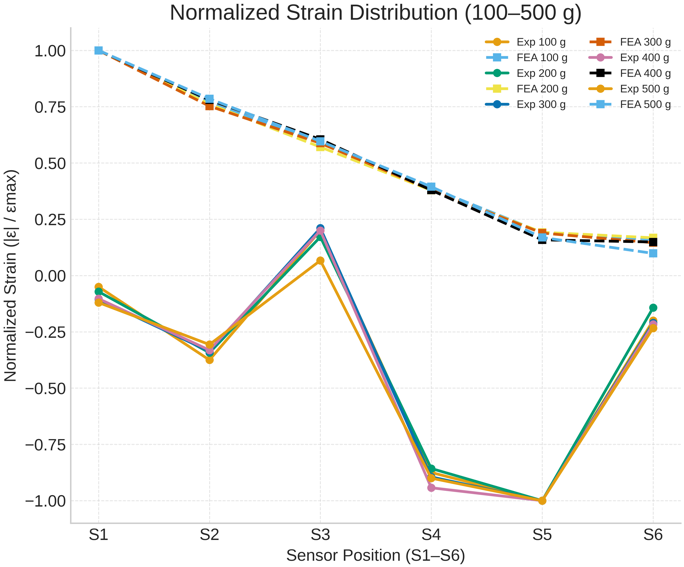 Normalized Strain Distribution (100–500 g)
Normalized Strain (|ε| / εmax)
1.00
0.75
0.50
0.25
0.00
−0.25
−0.50
−0.75
−1.00
Exp 100 g
FEA 100 g
Exp 200 g
FEA 200 g
Exp 300 g
FEA 300 g
Exp 400 g
FEA 400 g
Exp 500 g
FEA 500 g
S1 S2 S3 S4 S5 S6
Sensor Position (S1–S6)